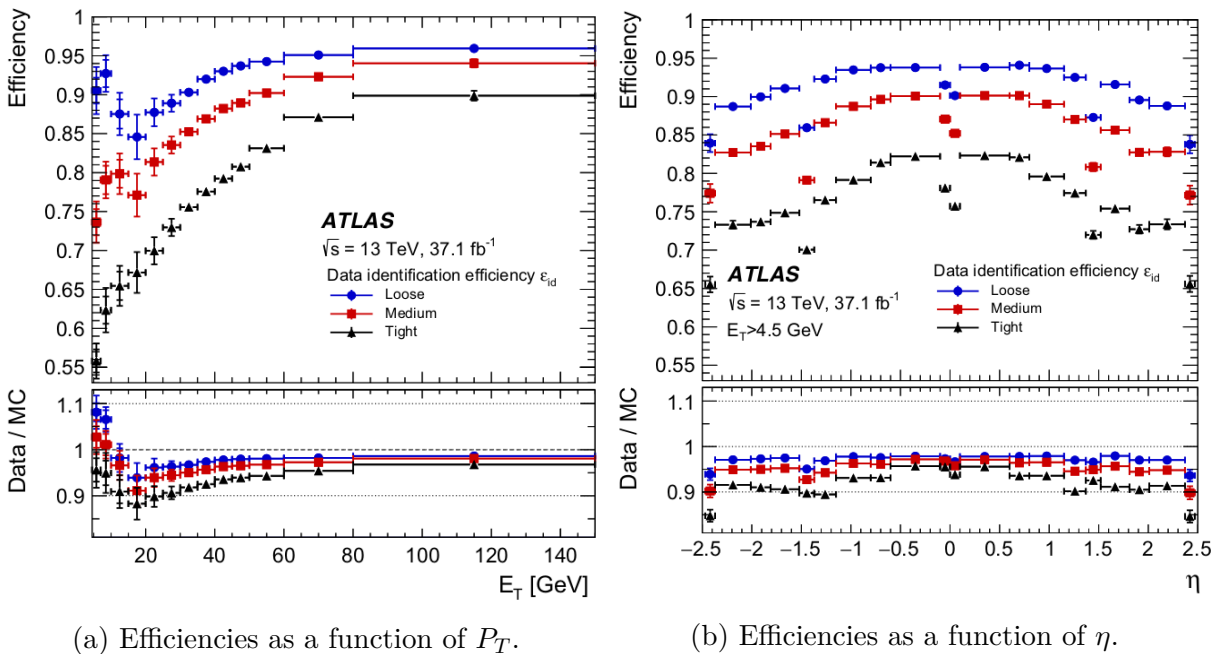 Efficiency
1
0.95
0.9
0.85
0.8
0.75
0.7
0.65
0.6
0.55
ATLAS
√s = 13 TeV, 37.1 fb⁻¹
Data identification efficiency ε_id
Loose
Medium
Tight
Data / MC
1.1
1
0.9
20 40 60 80 100 120 140
E_T [GeV]
(a) Efficiencies as a function of P_T.
Efficiency
1
0.95
0.9
0.85
0.8
0.75
0.7
0.65
0.6
0.55
ATLAS
√s = 13 TeV, 37.1 fb⁻¹
E_T>4.5 GeV
Data identification efficiency ε_id
Loose
Medium
Tight
Data / MC
1.1
1
0.9
−2.5 −2 −1.5 −1 −0.5 0 0.5 1 1.5 2 2.5
η
(b) Efficiencies as a function of η.